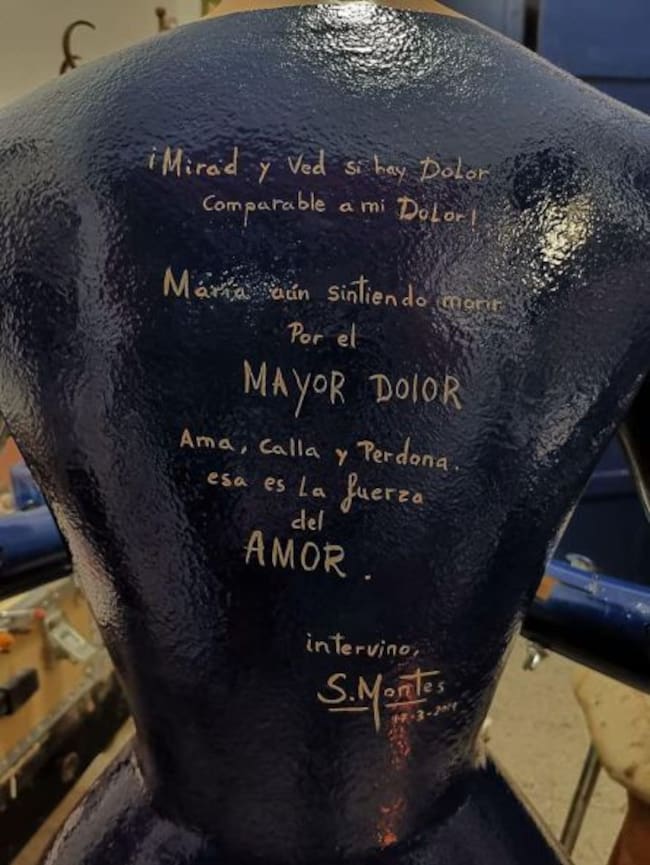 ¡Mirad y Ved si hay Dolor
Comparable a mi Dolor!
María aún sintiendo morir
Por el
MAYOR DOlOR
Ama, Calla y Perdona.
esa es La fuerza
del
AMOR.
intervino,
S. Montes